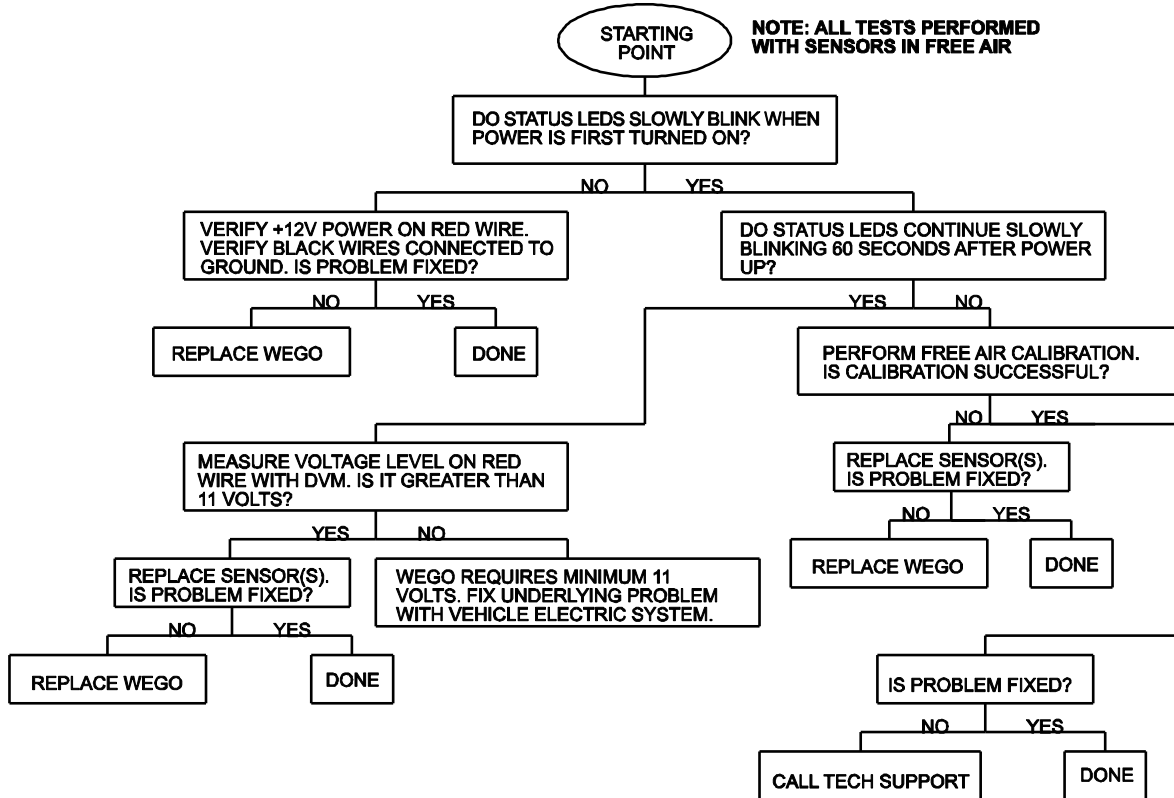 STARTING
POINT
NOTE: ALL TESTS PERFORMED
WITH SENSORS IN FREE AIR
DO STATUS LEDS SLOWLY BLINK WHEN
POWER IS FIRST TURNED ON?
NO YES
VERIFY +12V POWER ON RED WIRE.
VERIFY BLACK WIRES CONNECTED TO
GROUND. IS PROBLEM FIXED?
DO STATUS LEDS CONTINUE SLOWLY
BLINKING 60 SECONDS AFTER POWER
UP?
NO YES
YES NO
REPLACE WEGO
DONE
PERFORM FREE AIR CALIBRATION.
IS CALIBRATION SUCCESSFUL?
NO YES
MEASURE VOLTAGE LEVEL ON RED
WIRE WITH DVM. IS IT GREATER THAN
11 VOLTS?
REPLACE SENSOR(S).
IS PROBLEM FIXED?
YES NO
NO YES
REPLACE SENSOR(S).
IS PROBLEM FIXED?
WEGO REQUIRES MINIMUM 11
VOLTS. FIX UNDERLYING PROBLEM
WITH VEHICLE ELECTRIC SYSTEM.
REPLACE WEGO
DONE
NO YES
REPLACE WEGO
DONE
IS PROBLEM FIXED?
NO YES
CALL TECH SUPPORT
DONE